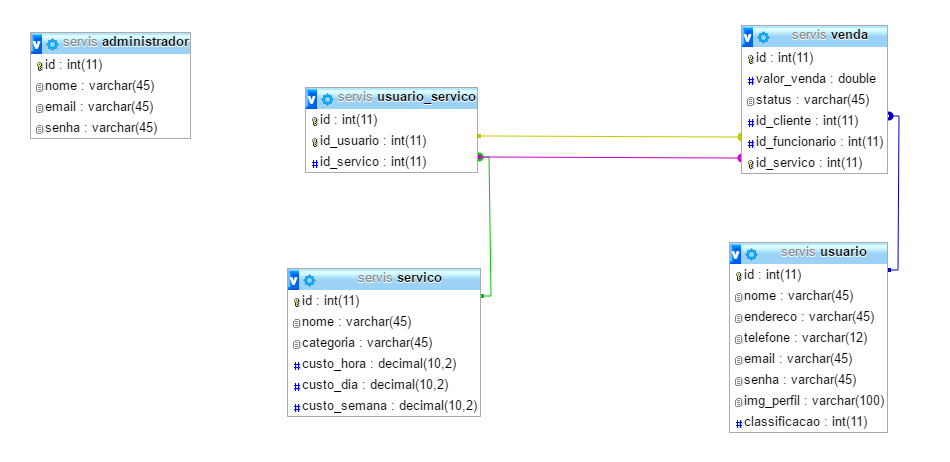 servis administrador
id : int(11)
nome : varchar(45)
email : varchar(45)
senha : varchar(45)
servis usuario_servico
id : int(11)
id_usuario : int(11)
id_servico : int(11)
servis venda
id : int(11)
valor_venda : double
status : varchar(45)
id_cliente : int(11)
id_funcionario : int(11)
id_servico : int(11)
servis servico
id : int(11)
nome : varchar(45)
categoria : varchar(45)
custo_hora : decimal(10,2)
custo_dia : decimal(10,2)
custo_semana : decimal(10,2)
servis usuario
id : int(11)
nome : varchar(45)
endereco : varchar(45)
telefone : varchar(12)
email : varchar(45)
senha : varchar(45)
img_perfil : varchar(100)
classificacao : int(11)